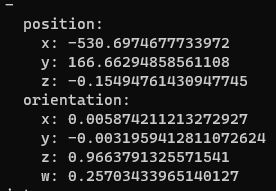 -
position:
x: -530.6974677733972
y: 166.66294858561108
z: -0.15494761430947745
orientation:
x: 0.005874211213272927
y: -0.0031959412811072624
z: 0.9663791325571541
w: 0.25703433965140127